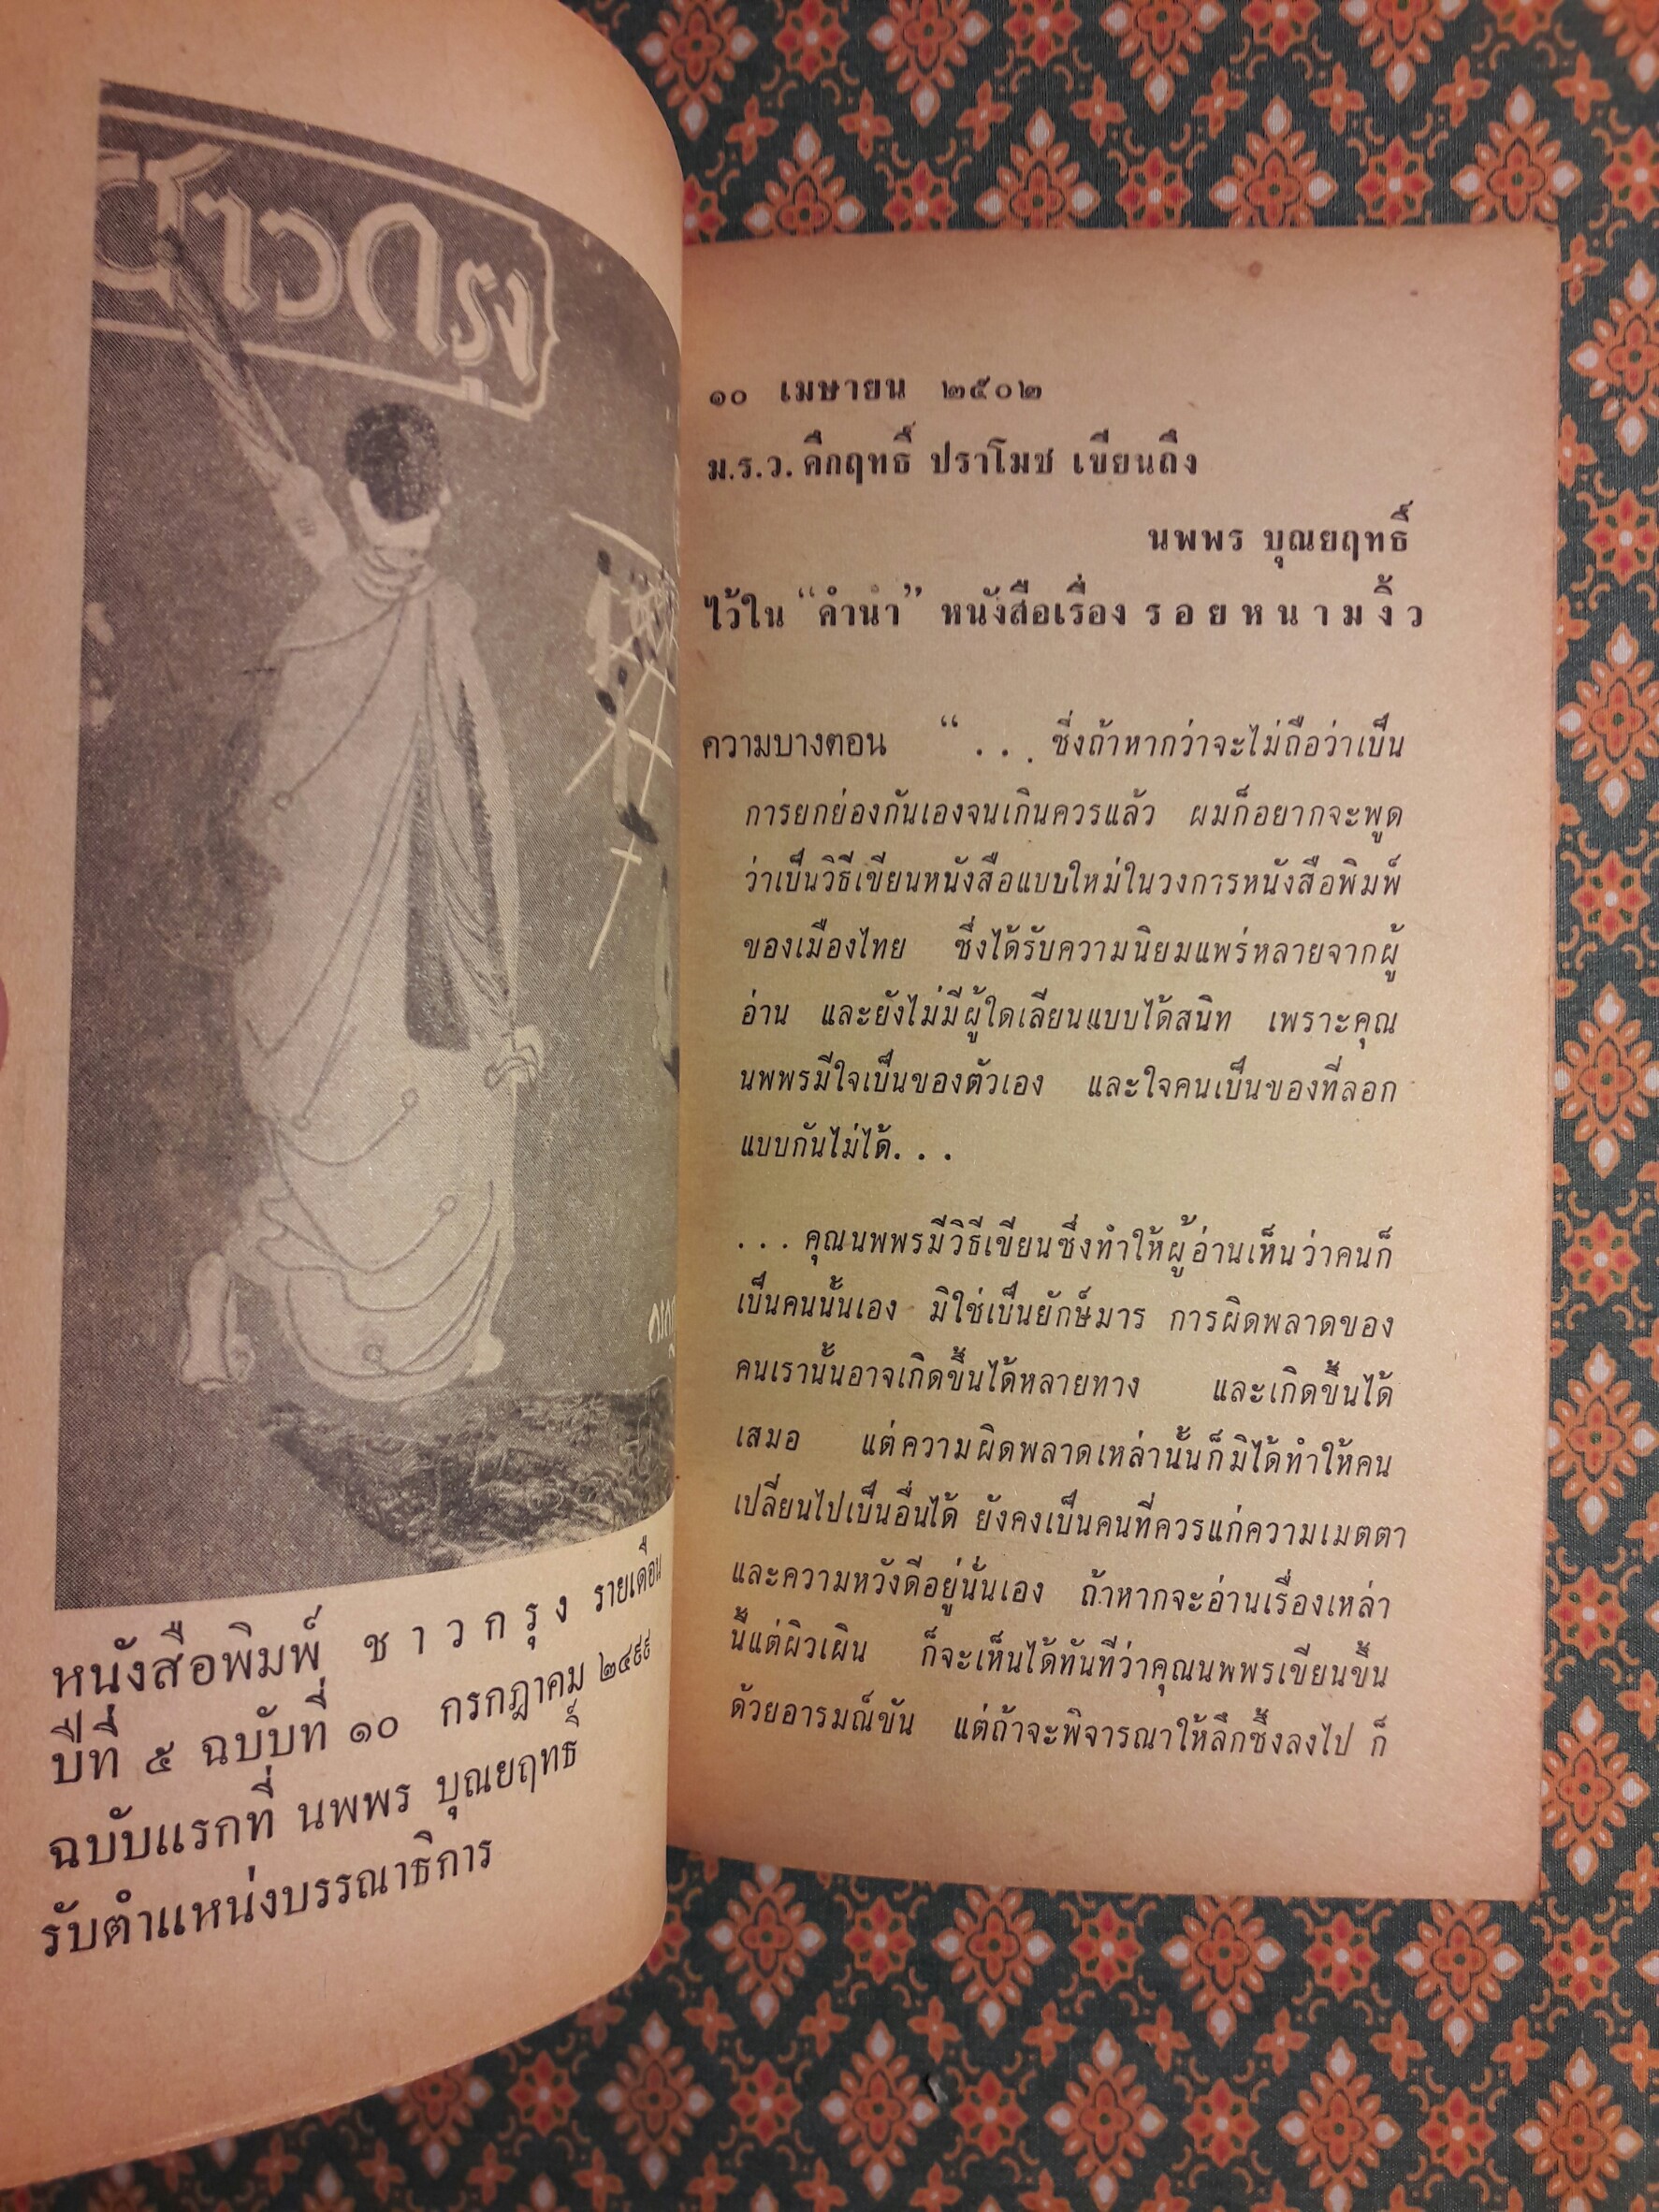 ชาวกรุง
หนังสือพิมพ์ ช า ว ก รุ ง รายเดือน
ปีที่ ๕ ฉบับที่ ๑๐ กรกฎาคม ๒๔๙๙
ฉบับแรกที่ นพพร บุณยฤทธิ์
รับตำแหน่งบรรณาธิการ
๑๐ เมษายน ๒๕๐๒
ม.ร.ว. คึกฤทธิ์ ปราโมช เขียนถึง
นพพร บุณยฤทธิ์
ไว้ใน “คำนำ” หนังสือเรื่อง ร อ ย ห น า ม งิ้ ว
ความบางตอน “ . . . ซึ่งถ้าหากว่าจะไม่ถือว่าเป็น
การยกย่องกันเองจนเกินควรแล้ว ผมก็อยากจะพูด
ว่าเป็นวิธีเขียนหนังสือแบบใหม่ในวงการหนังสือพิมพ์
ของเมืองไทย ซึ่งได้รับความนิยมแพร่หลายจากผู้
อ่าน และยังไม่มีผู้ใดเลียนแบบได้สนิท เพราะคุณ
นพพรมีใจเป็นของตัวเอง และใจคนเป็นของที่ลอก
แบบกันไม่ได้. . .
. . . คุณนพพรมีวิธีเขียนซึ่งทำให้ผู้อ่านเห็นว่าคนก็
เป็นคนนั้นเอง มิใช่เป็นยักษ์มาร การผิดพลาดของ
คนเรานั้นอาจเกิดขึ้นได้หลายทาง และเกิดขึ้นได้
เสมอ แต่ความผิดพลาดเหล่านั้นก็มิได้ทำให้คน
เปลี่ยนไปเป็นอื่นได้ ยังคงเป็นคนที่ควรแก่ความเมตตา
และความหวังดีอยู่นั่นเอง ถ้าหากจะอ่านเรื่องเหล่า
นี้แต่ผิวเผิน ก็จะเห็นได้ทันทีว่าคุณนพพรเขียนขึ้น
ด้วยอารมณ์ขัน แต่ถ้าจะพิจารณาให้ลึกซึ้งลงไป ก็